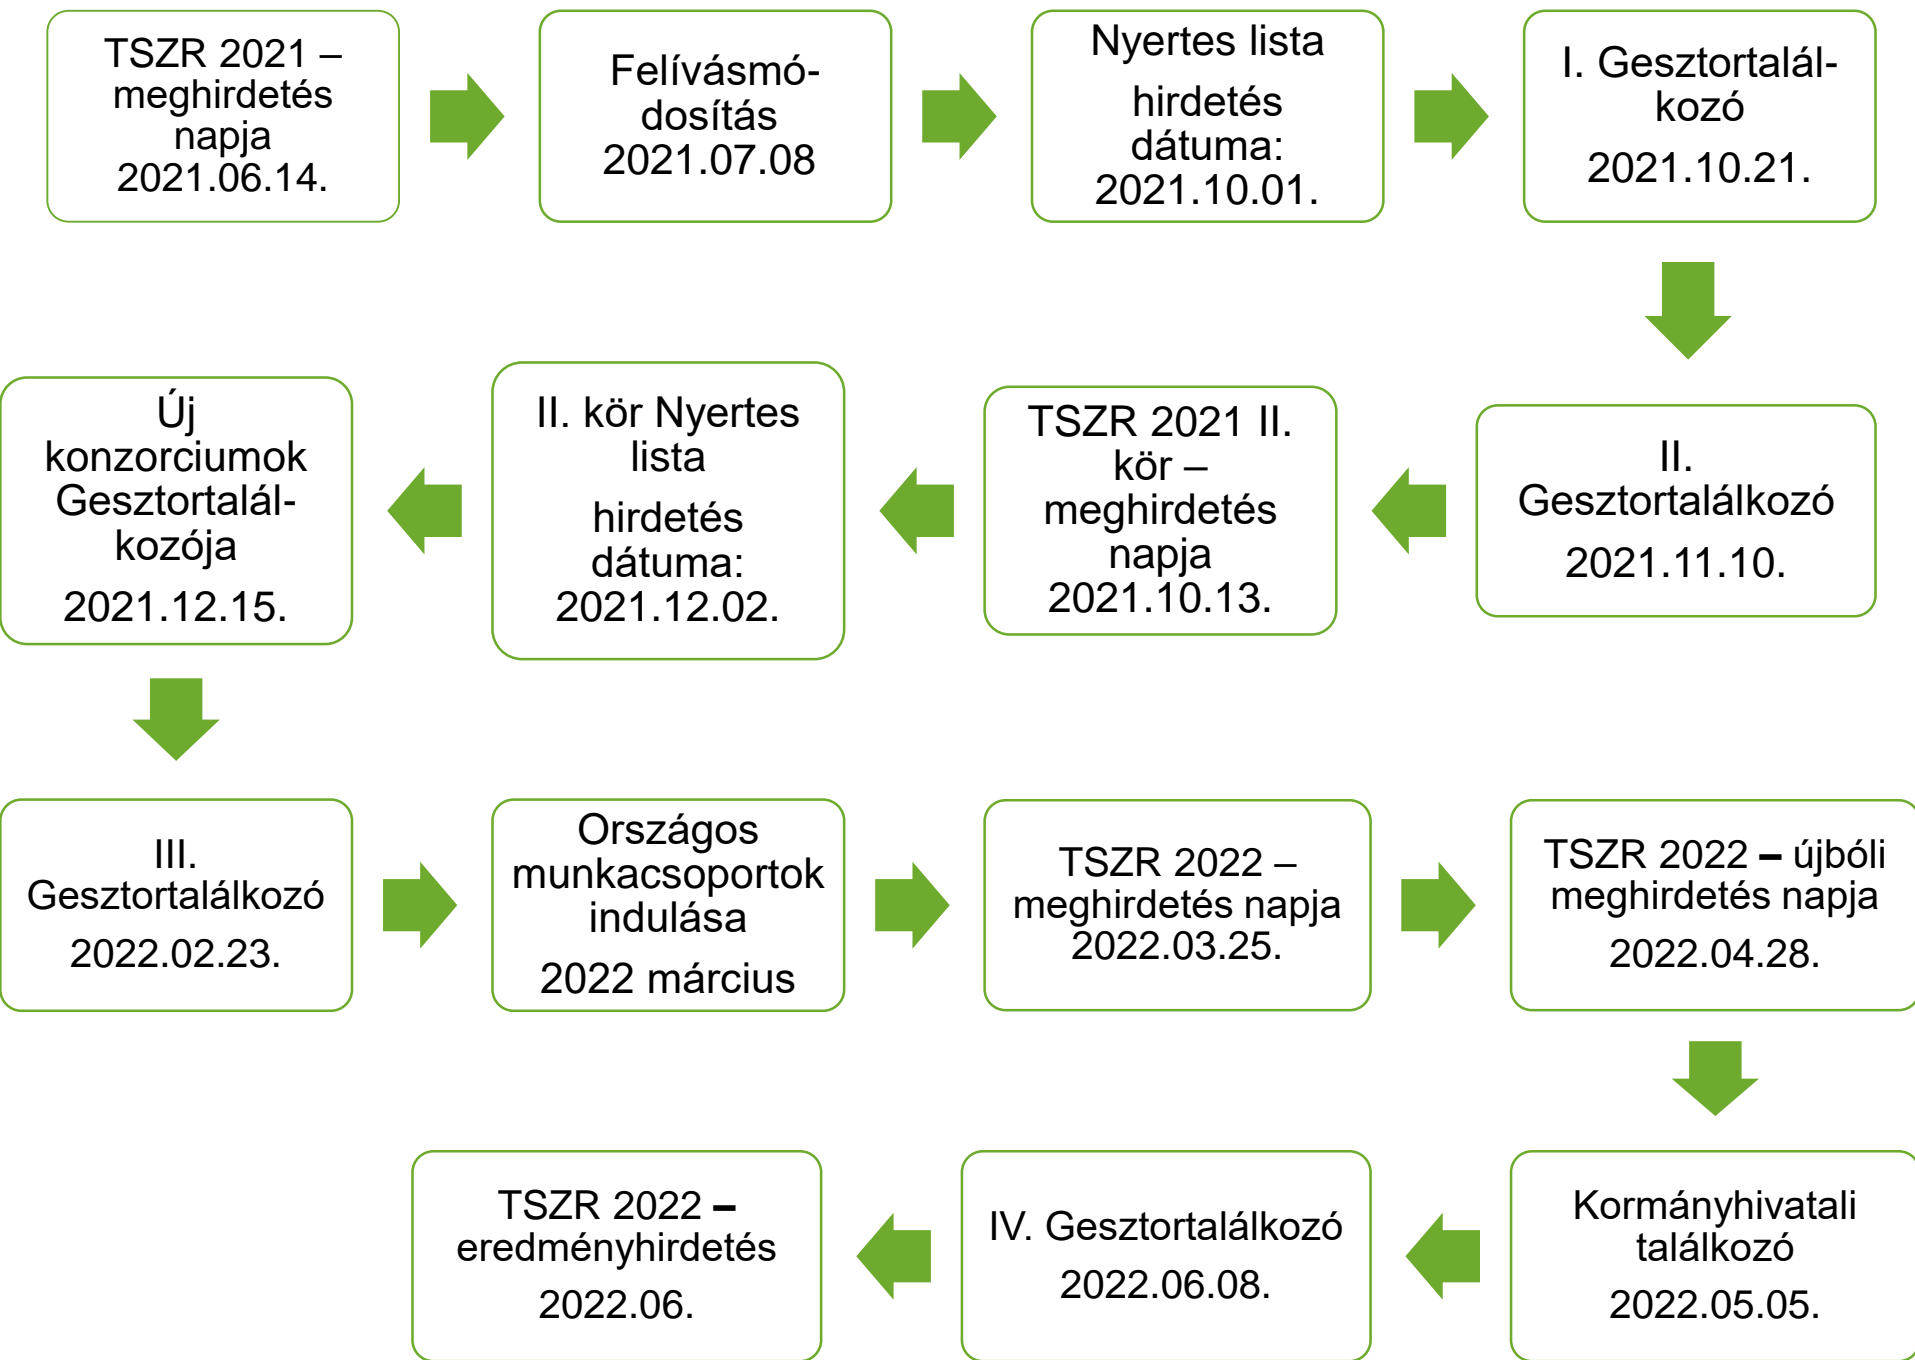 TSZR 2021 –
meghirdetés
napja
2021.06.14.
Felívásmó-
dosítás
2021.07.08
Nyertes lista
hirdetés
dátuma:
2021.10.01.
I. Gesztortalál-
kozó
2021.10.21.
II.
Gesztortalálkozó
2021.11.10.
TSZR 2021 II.
kör –
meghirdetés
napja
2021.10.13.
II. kör Nyertes
lista
hirdetés
dátuma:
2021.12.02.
Új
konzorciumok
Gesztortalál-
kozója
2021.12.15.
III.
Gesztortalálkozó
2022.02.23.
Országos
munkacsoportok
indulása
2022 március
TSZR 2022 –
meghirdetés napja
2022.03.25.
TSZR 2022 – újbóli
meghirdetés napja
2022.04.28.
Kormányhivatali
találkozó
2022.05.05.
IV. Gesztortalálkozó
2022.06.08.
TSZR 2022 –
eredményhirdetés
2022.06.